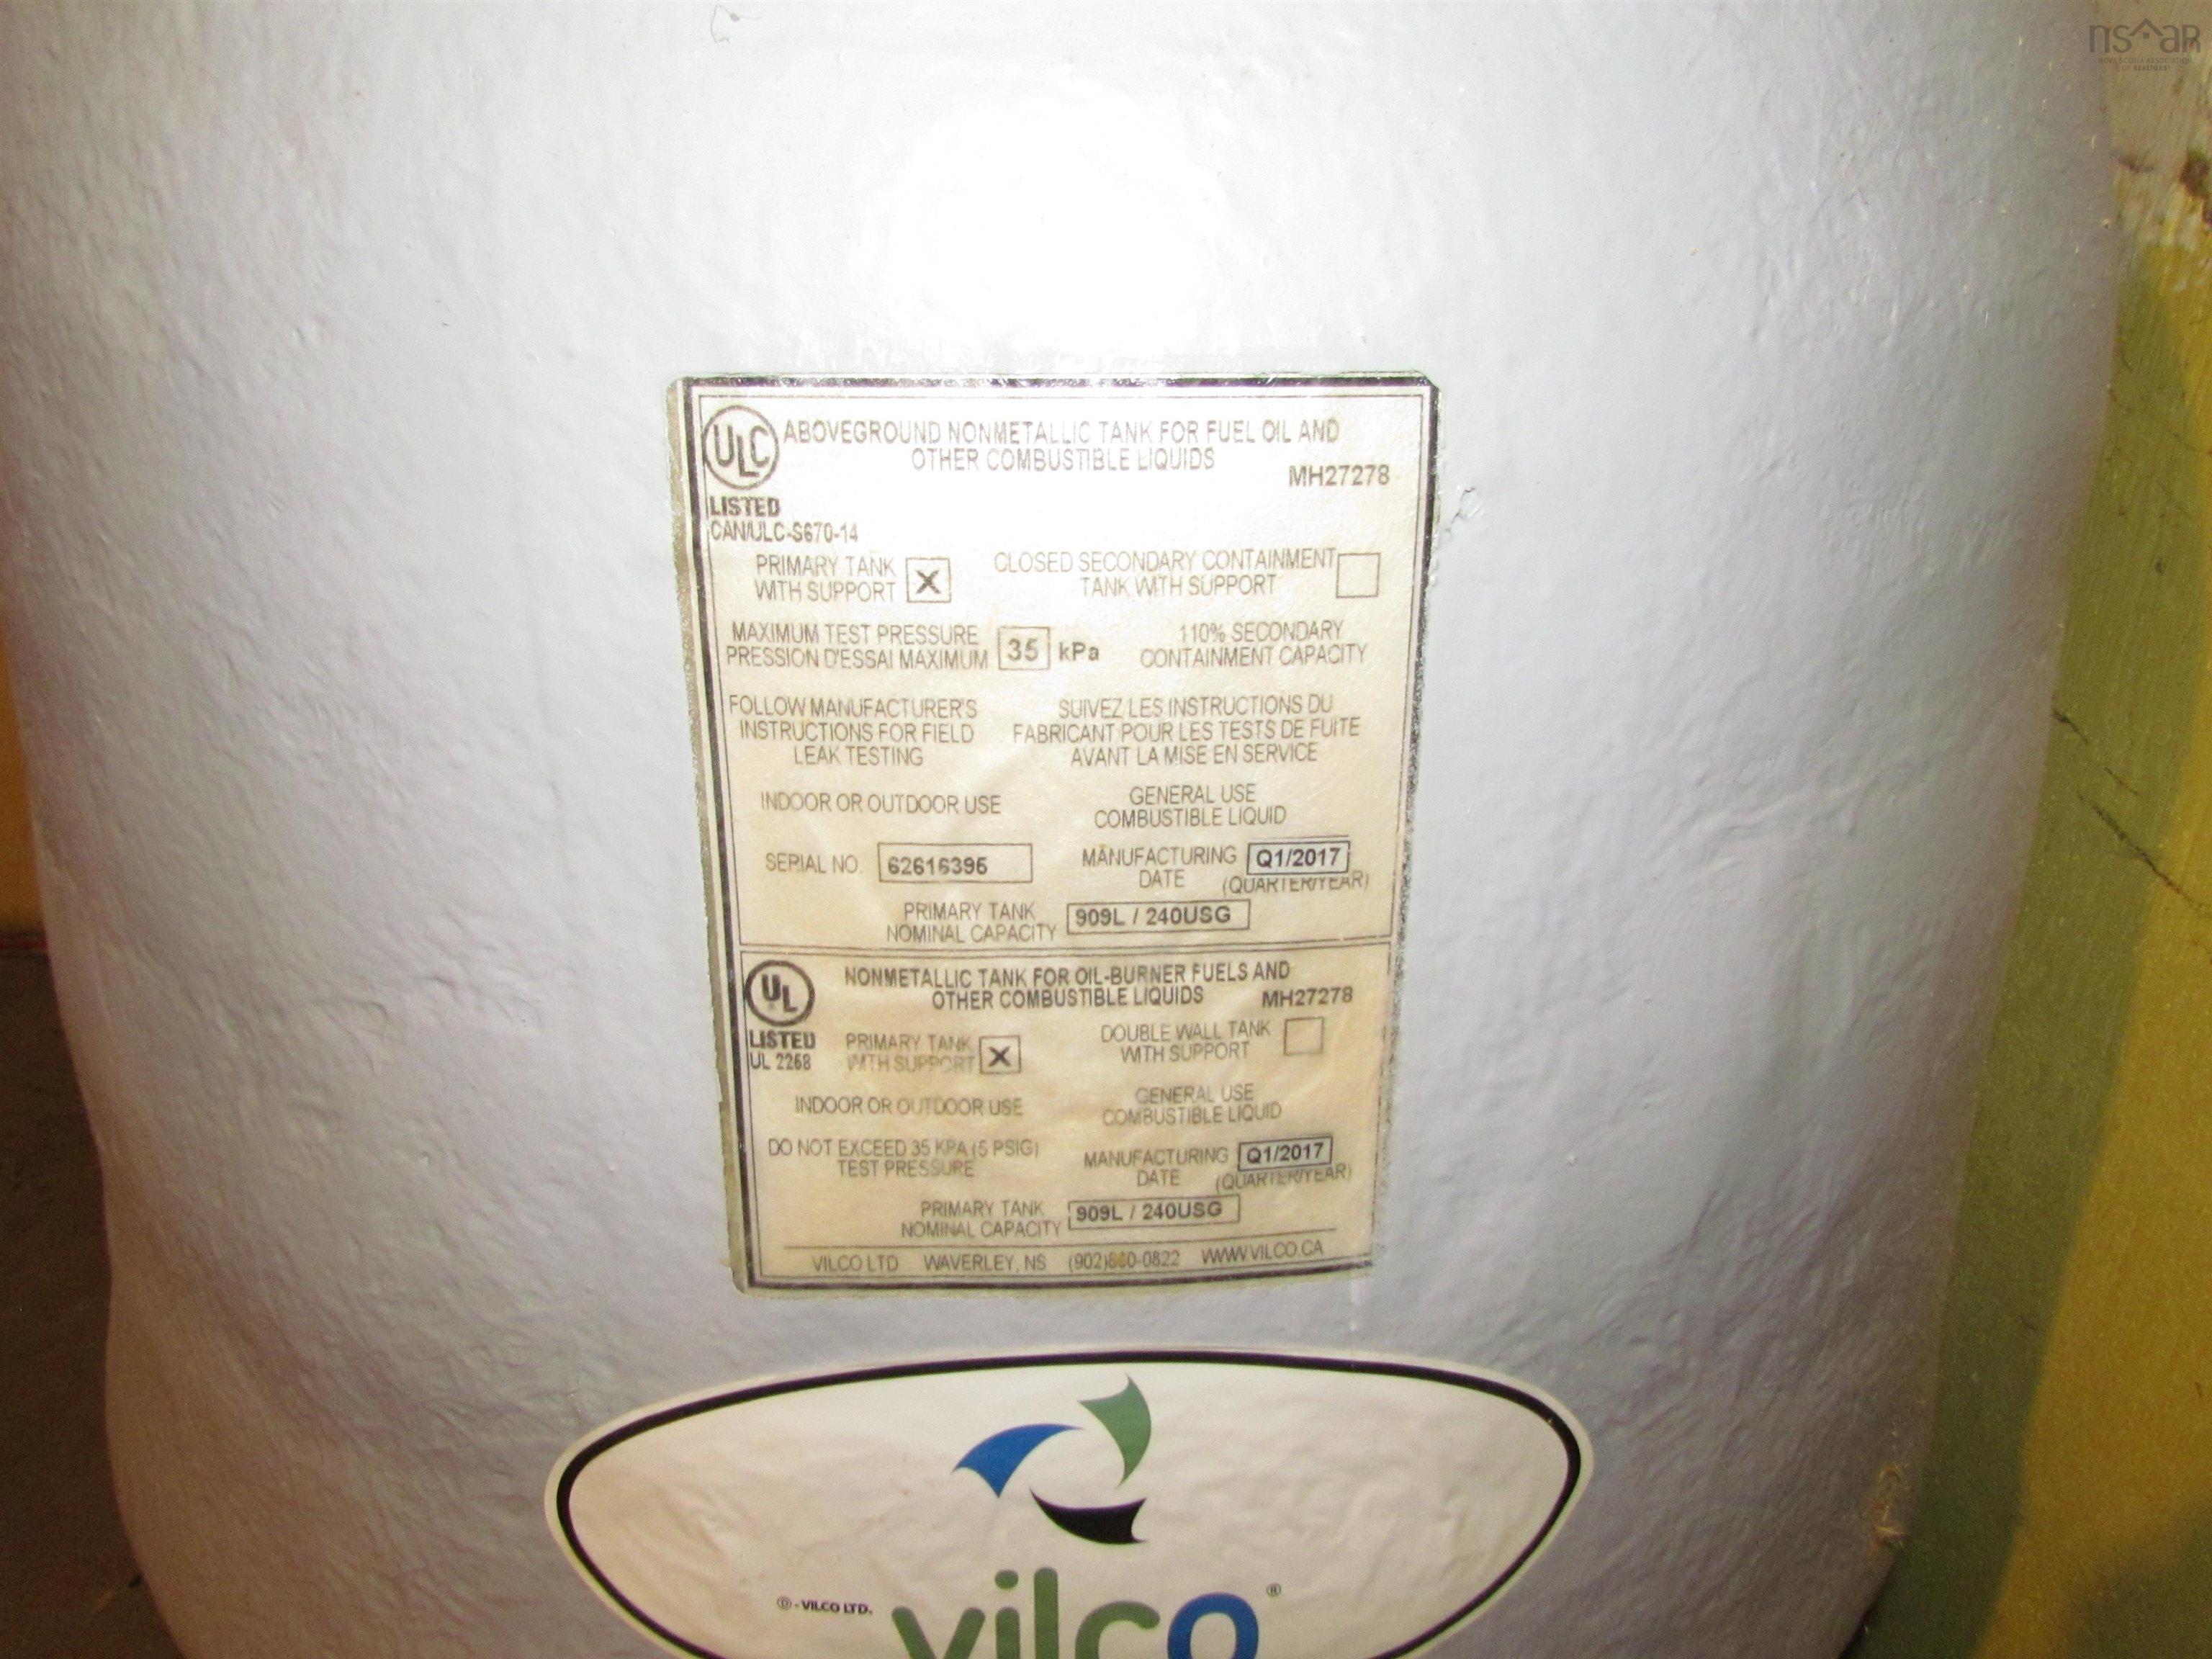 nsaar
NOVA SCOTIA ASSOCIATION
OF REALTORS®
ULC ABOVEGROUND NONMETALLIC TANK FOR FUEL OIL AND
OTHER COMBUSTIBLE LIQUIDS
MH27278
LISTED
CAN/ULC-S670-14
PRIMARY TANK
WITH SUPPORT X
CLOSED SECONDARY CONTAINMENT
TANK WITH SUPPORT
MAXIMUM TEST PRESSURE
PRESSION D'ESSAI MAXIMUM 35 kPa
110% SECONDARY
CONTAINMENT CAPACITY
FOLLOW MANUFACTURER'S
INSTRUCTIONS FOR FIELD
LEAK TESTING
SUIVEZ LES INSTRUCTIONS DU
FABRICANT POUR LES TESTS DE FUITE
AVANT LA MISE EN SERVICE
INDOOR OR OUTDOOR USE
GENERAL USE
COMBUSTIBLE LIQUID
SERIAL NO. 62616395
MANUFACTURING Q1/2017
DATE (QUARTER/YEAR)
PRIMARY TANK
NOMINAL CAPACITY 909L / 240USG
UL NONMETALLIC TANK FOR OIL-BURNER FUELS AND
OTHER COMBUSTIBLE LIQUIDS MH27278
LISTED
UL 2258
PRIMARY TANK
WITH SUPPORT X
DOUBLE WALL TANK
WITH SUPPORT
INDOOR OR OUTDOOR USE
GENERAL USE
COMBUSTIBLE LIQUID
DO NOT EXCEED 35 KPA (5 PSIG)
TEST PRESSURE
MANUFACTURING Q1/2017
DATE (QUARTER/YEAR)
PRIMARY TANK
NOMINAL CAPACITY 909L / 240USG
VILCO LTD WAVERLEY, NS WWW.VILCO.CA
® - VILCO LTD.
vilco®